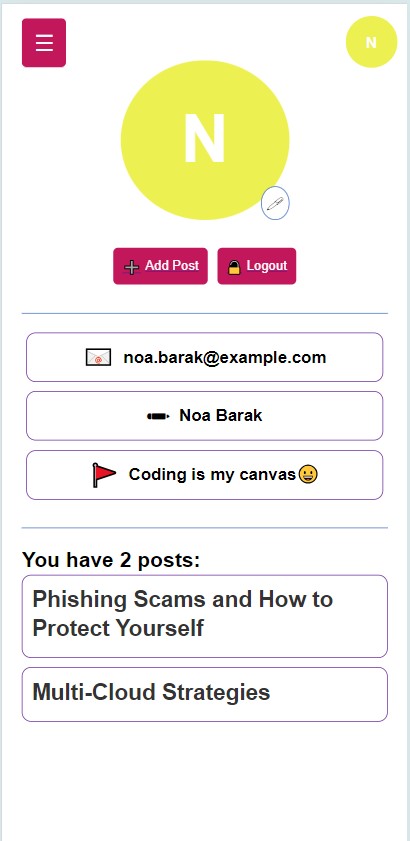 N
N
Add Post Logout
noa.barak@example.com
Noa Barak
Coding is my canvas😀
You have 2 posts:
Phishing Scams and How to
Protect Yourself
Multi-Cloud Strategies